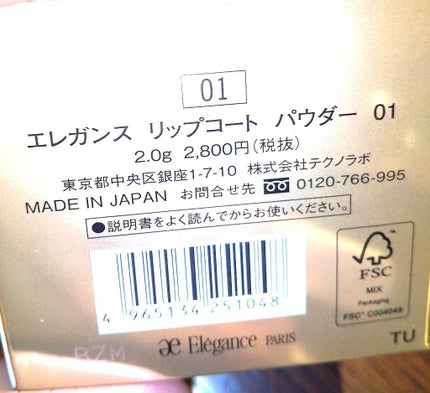 01
エレガンス リップコート パウダー 01
2.0g 2,800円(税抜)
東京都中央区銀座1-7-10 株式会社テクノラボ
MADE IN JAPAN お問合せ先 0120-766-995
●説明書をよく読んでからお使いください。
4 965134 251048
FSC
MIX
Packaging
FSC™ C004049
BZM
æ Elégance PARIS
TU